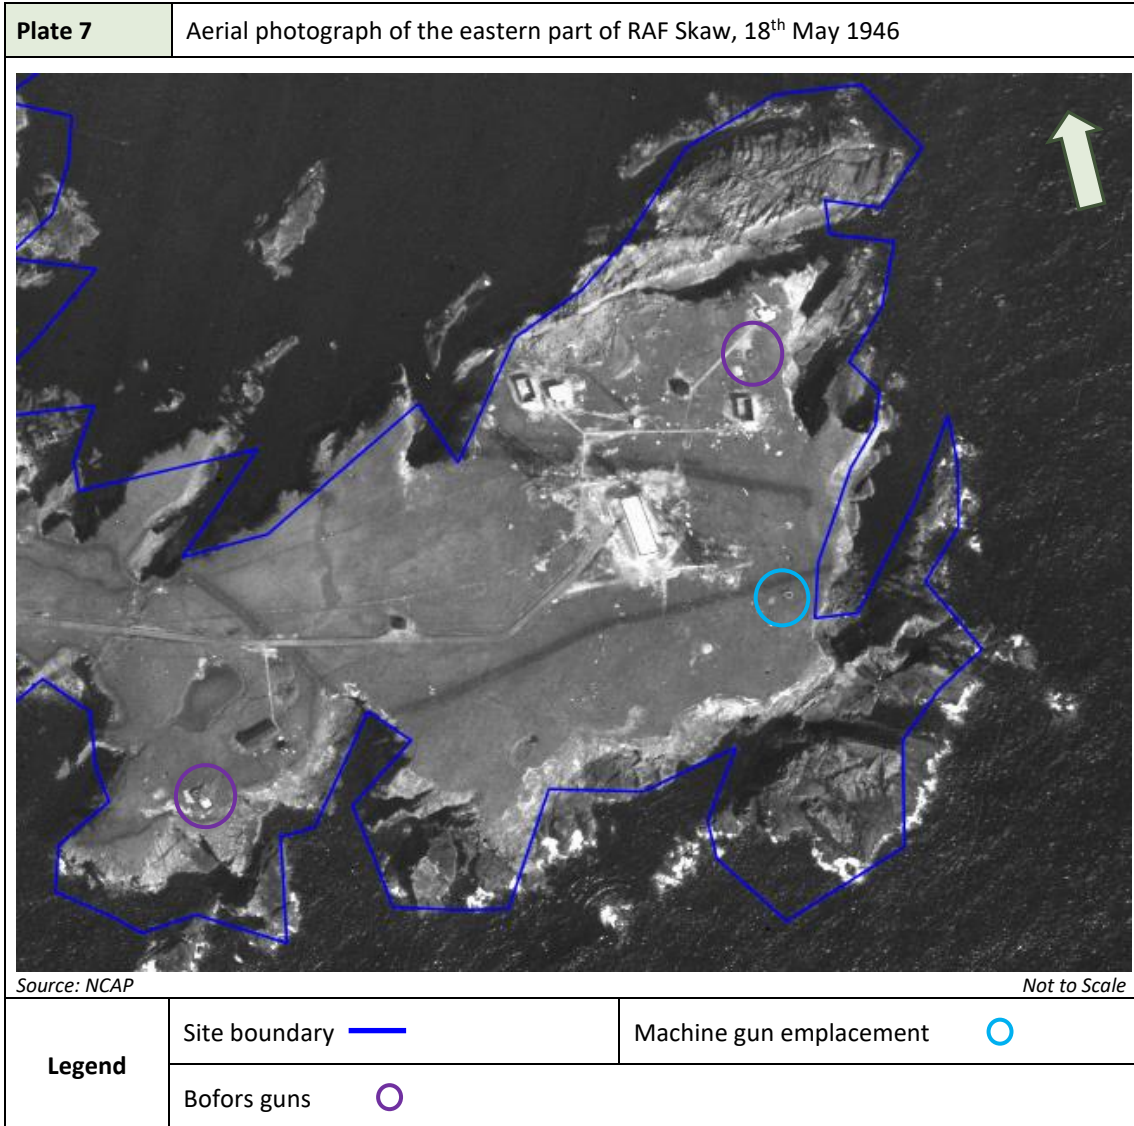 Plate 7
Aerial photograph of the eastern part of RAF Skaw, 18th May 1946
Source: NCAP
Not to Scale
Legend
Site boundary
Machine gun emplacement
Bofors guns